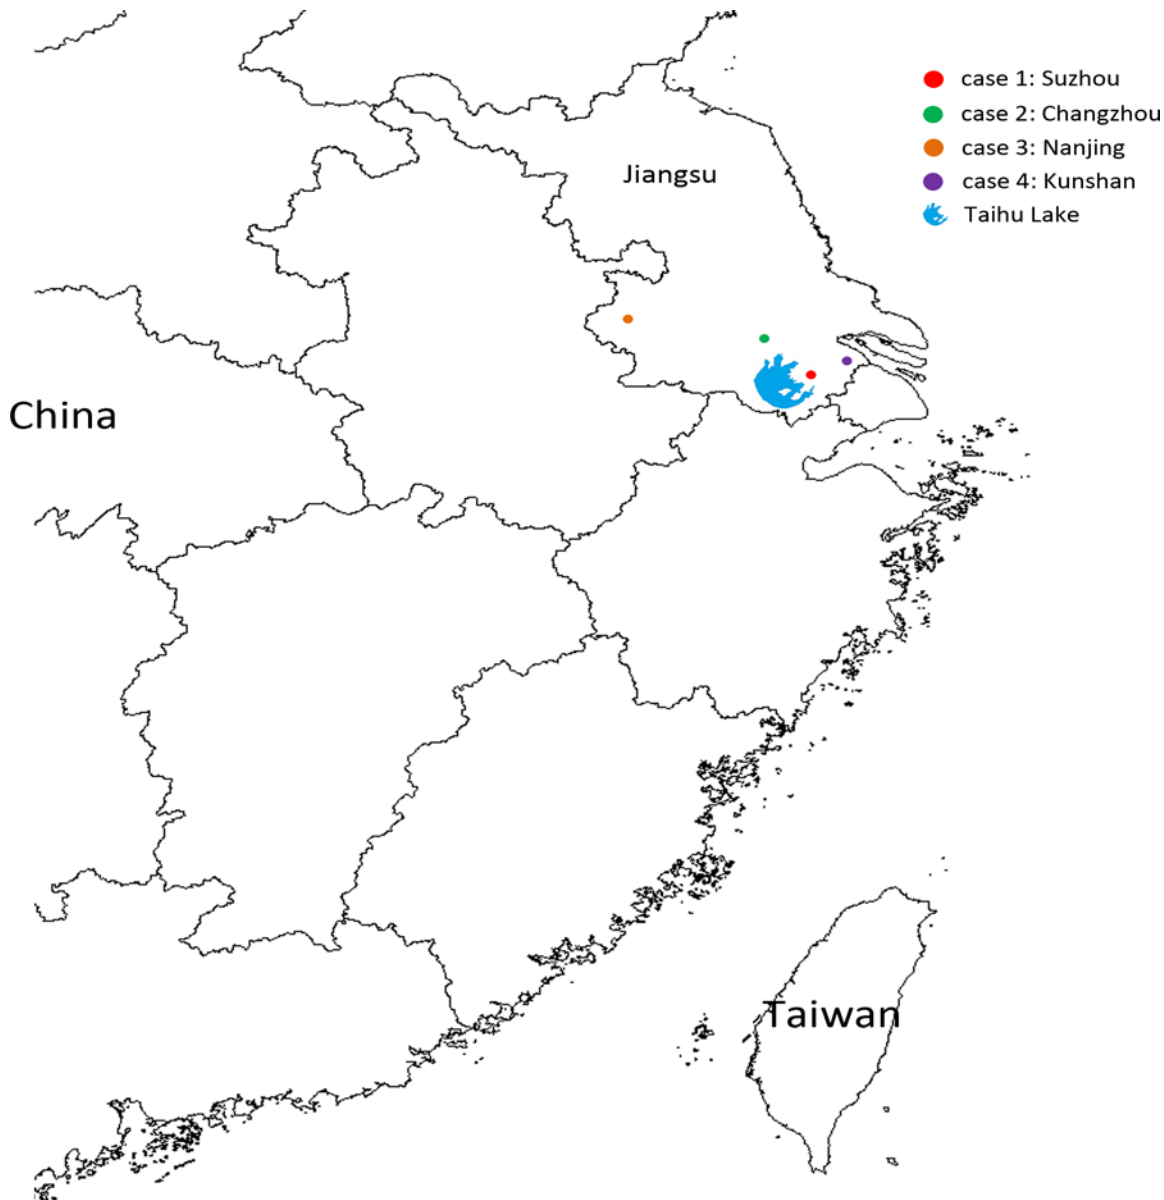 case 1: Suzhou
case 2: Changzhou
case 3: Nanjing
case 4: Kunshan
Taihu Lake
Jiangsu
China
Taiwan